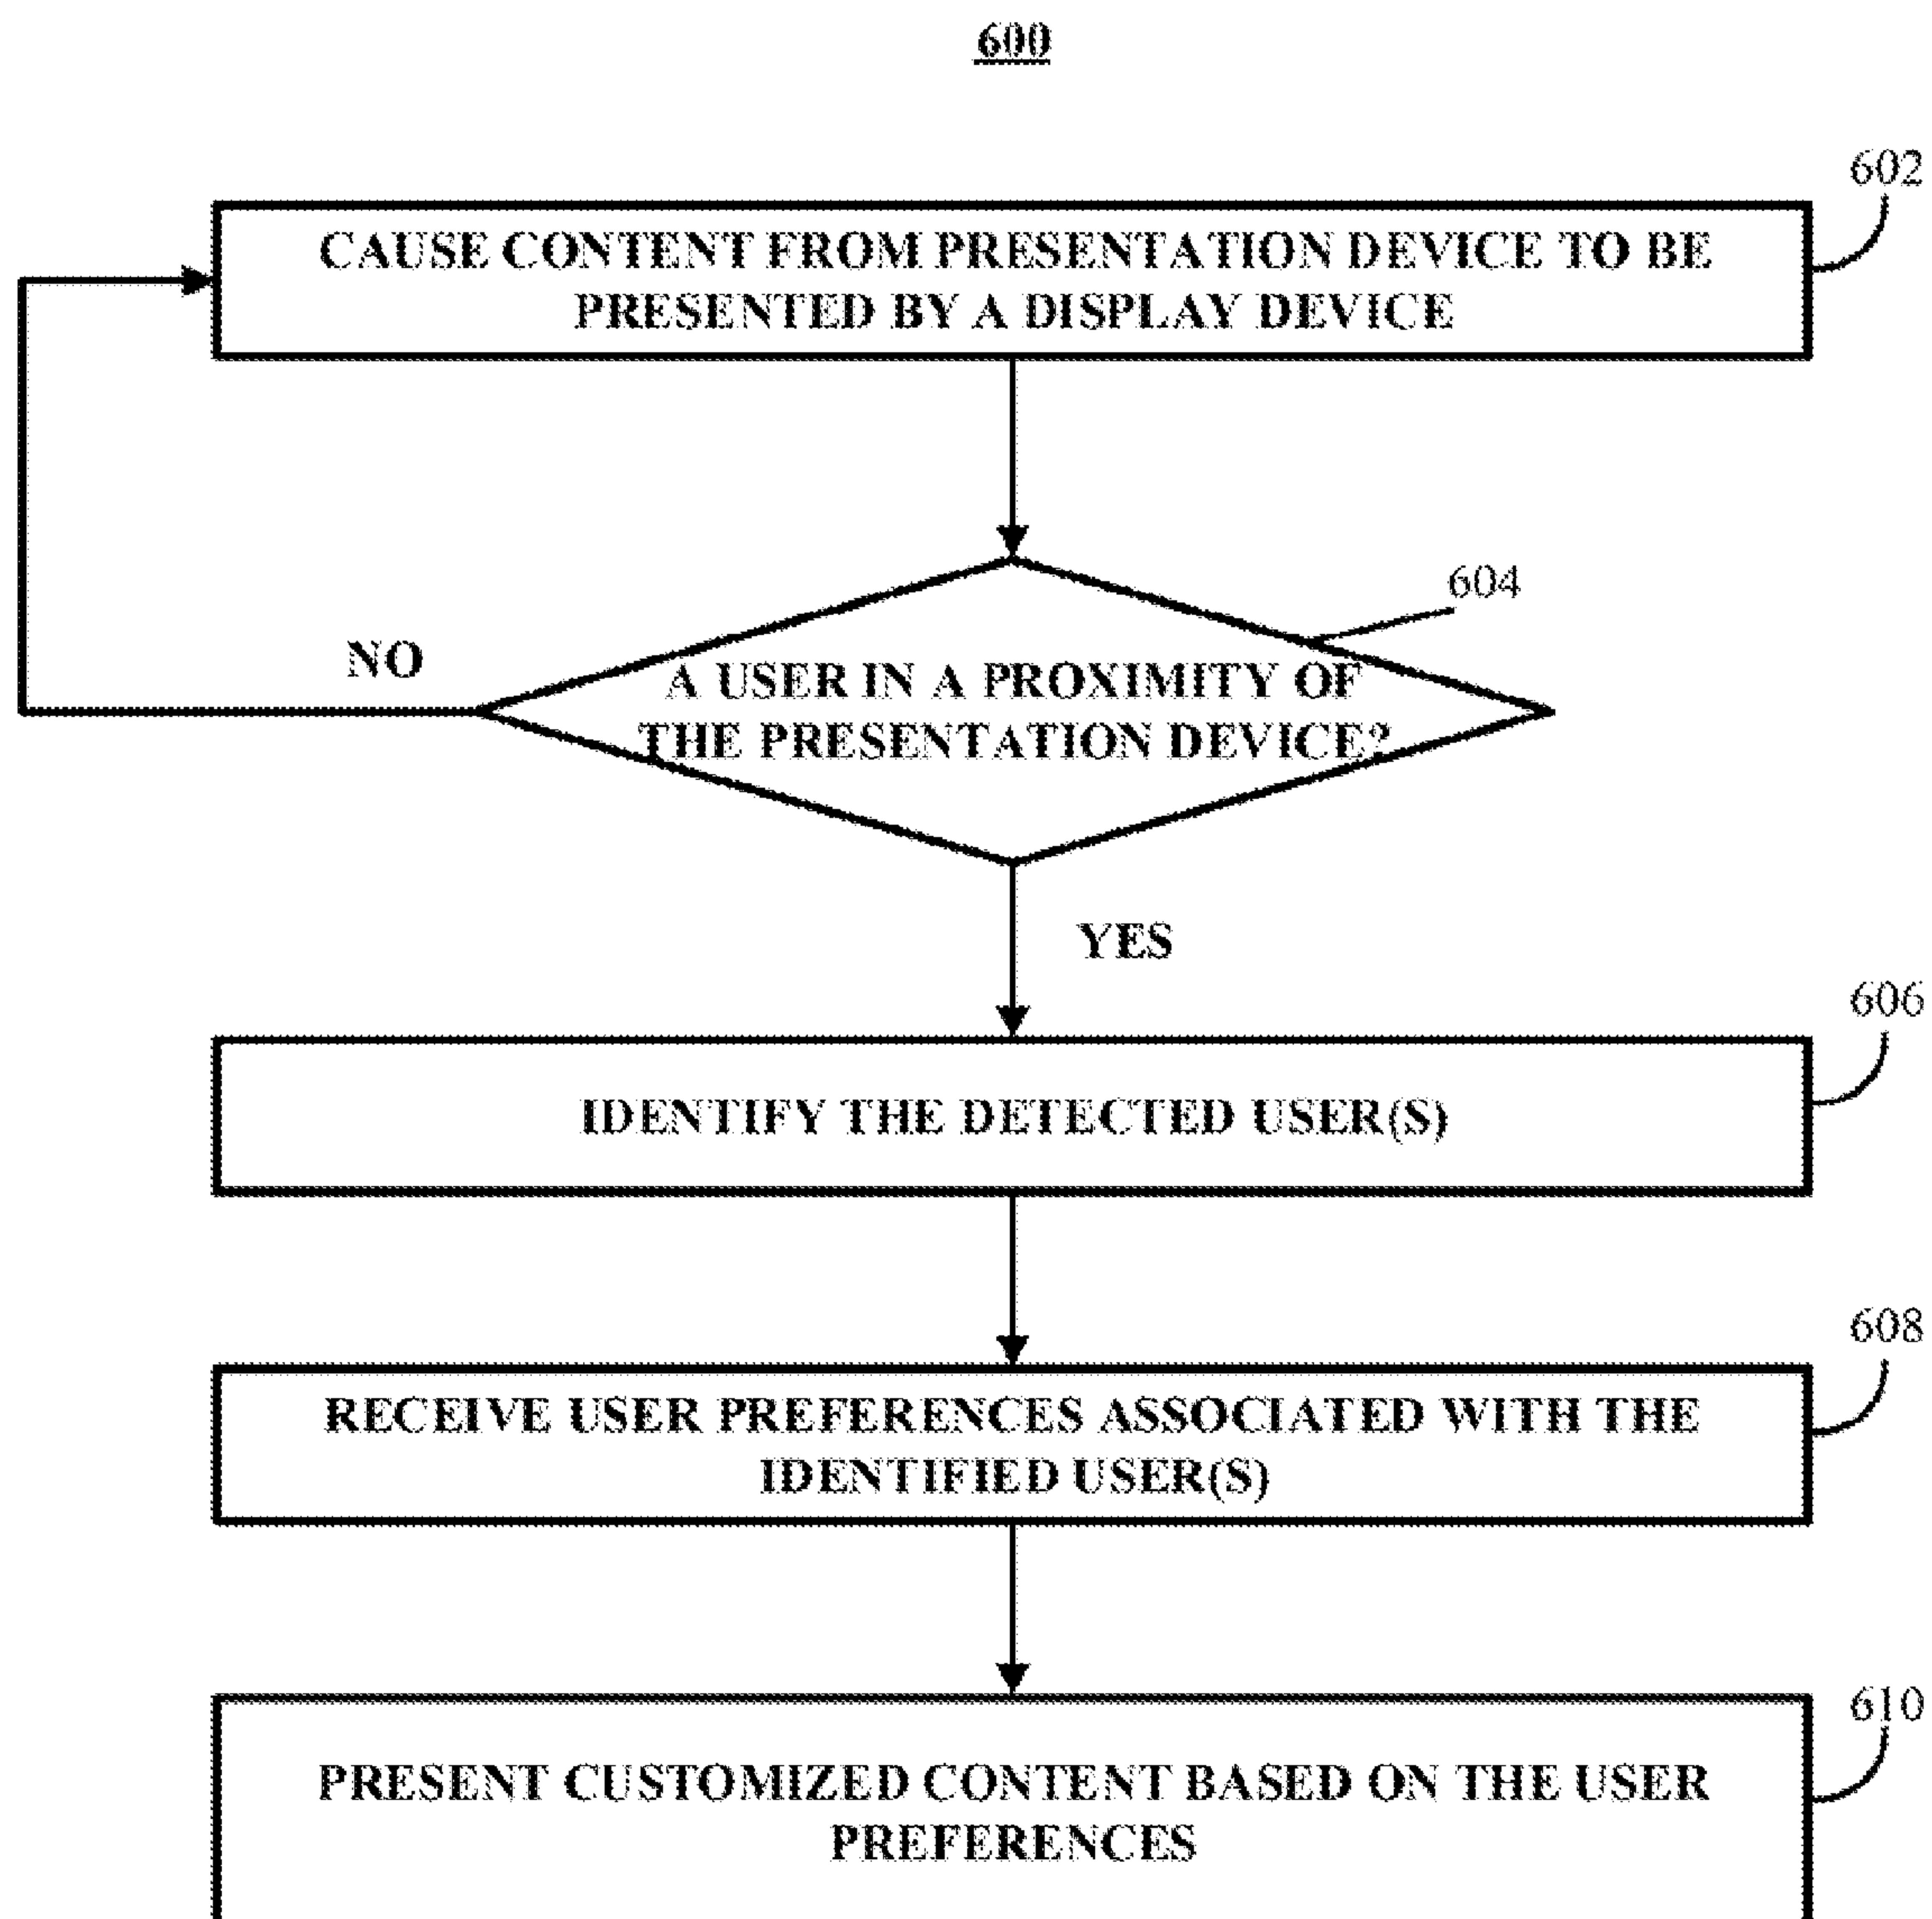 600
602
CAUSE CONTENT FROM PRESENTATION DEVICE TO BE
PRESENTED BY A DISPLAY DEVICE
604
NO
A USER IN A PROXIMITY OF
THE PRESENTATION DEVICE?
YES
606
IDENTIFY THE DETECTED USER(S)
608
RECEIVE USER PREFERENCES ASSOCIATED WITH THE
IDENTIFIED USER(S)
610
PRESENT CUSTOMIZED CONTENT BASED ON THE USER
PREFERENCES